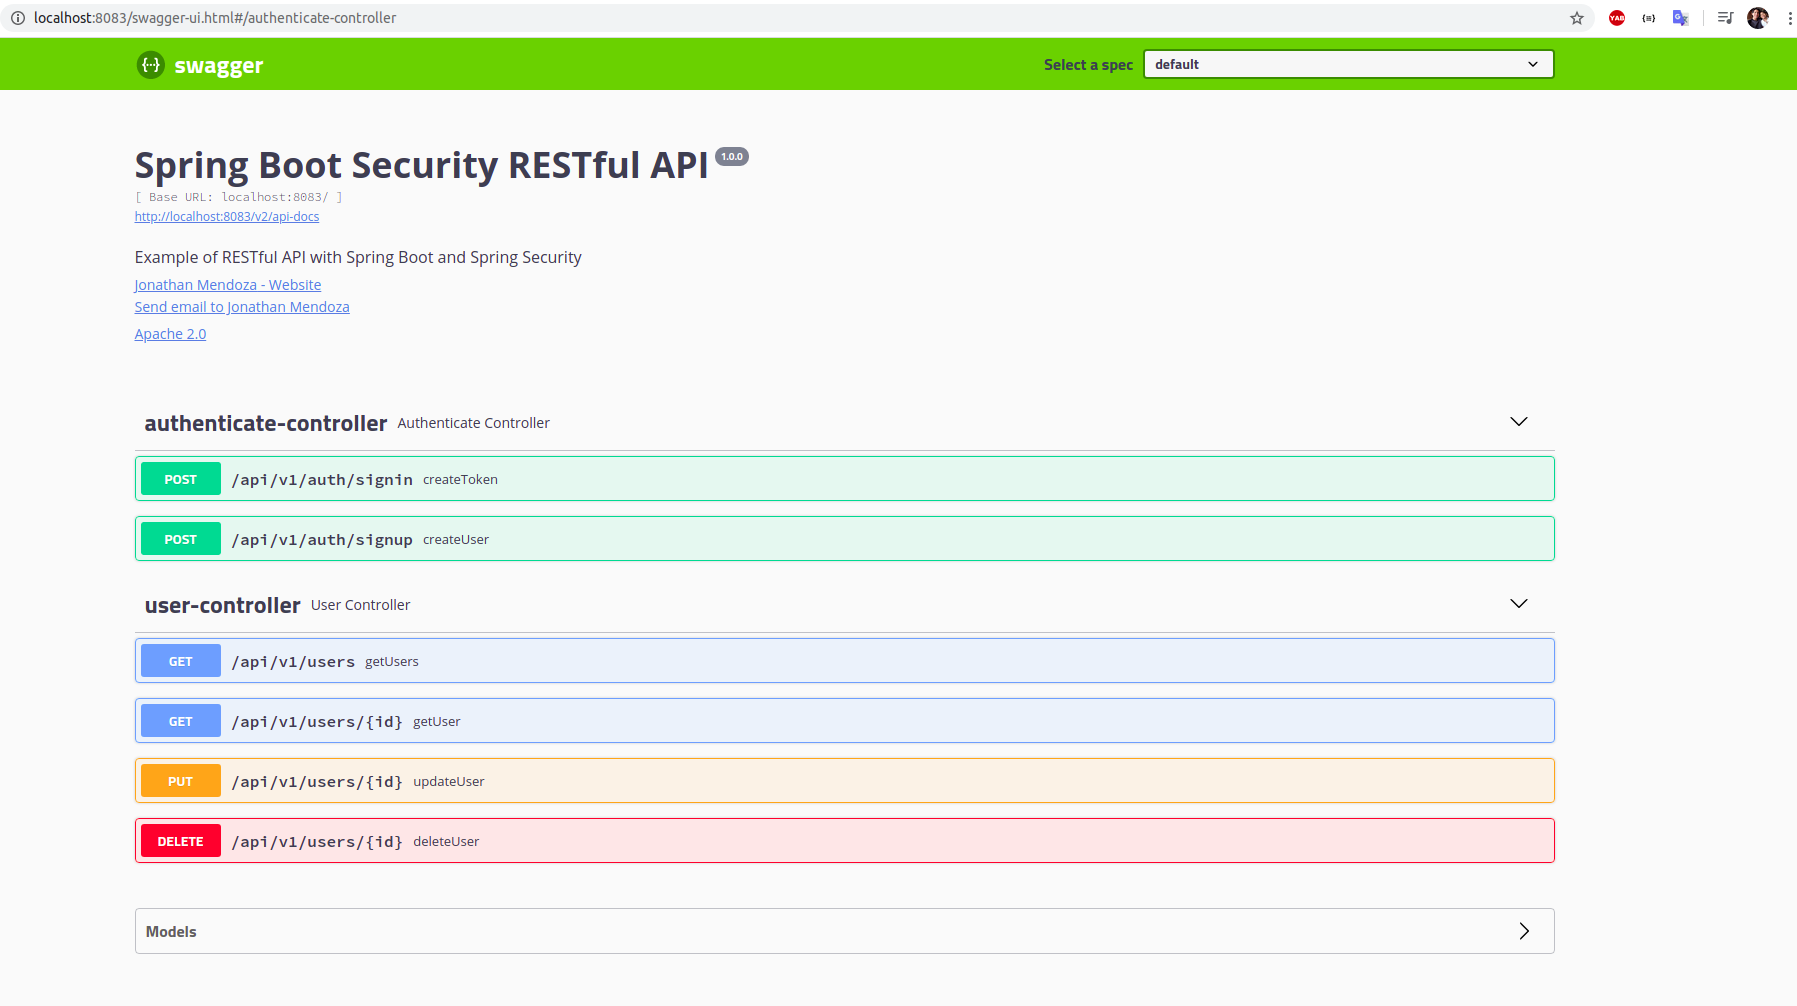 localhost:8083/swagger-ui.html#/authenticate-controller
YAB
{≡}
G
{··} swagger
Select a spec
default
Spring Boot Security RESTful API 1.0.0
[ Base URL: localhost:8083/ ]
http://localhost:8083/v2/api-docs
Example of RESTful API with Spring Boot and Spring Security
Jonathan Mendoza - Website
Send email to Jonathan Mendoza
Apache 2.0
authenticate-controller Authenticate Controller
POST /api/v1/auth/signin createToken
POST /api/v1/auth/signup createUser
user-controller User Controller
GET /api/v1/users getUsers
GET /api/v1/users/{id} getUser
PUT /api/v1/users/{id} updateUser
DELETE /api/v1/users/{id} deleteUser
Models